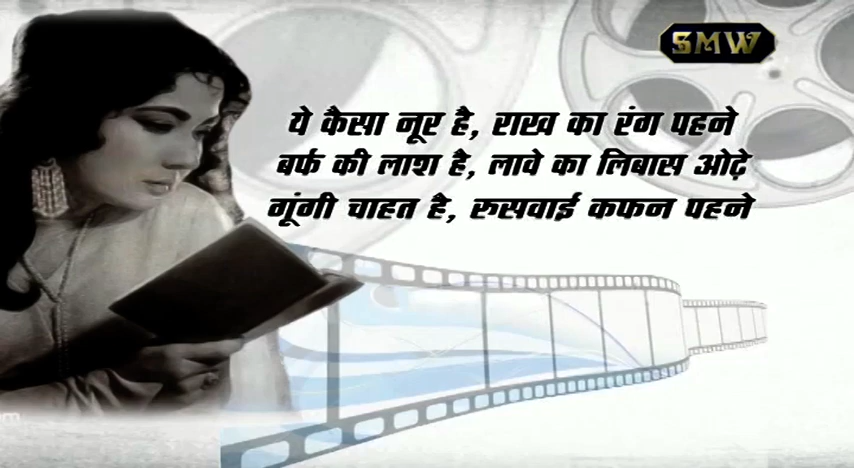 SMW
ये कैसा नूर है, राख का रंग पहने
बर्फ की लाश है, लावे का लिबास ओढ़े
गूंगी चाहत है, रुसवाई कफन पहने